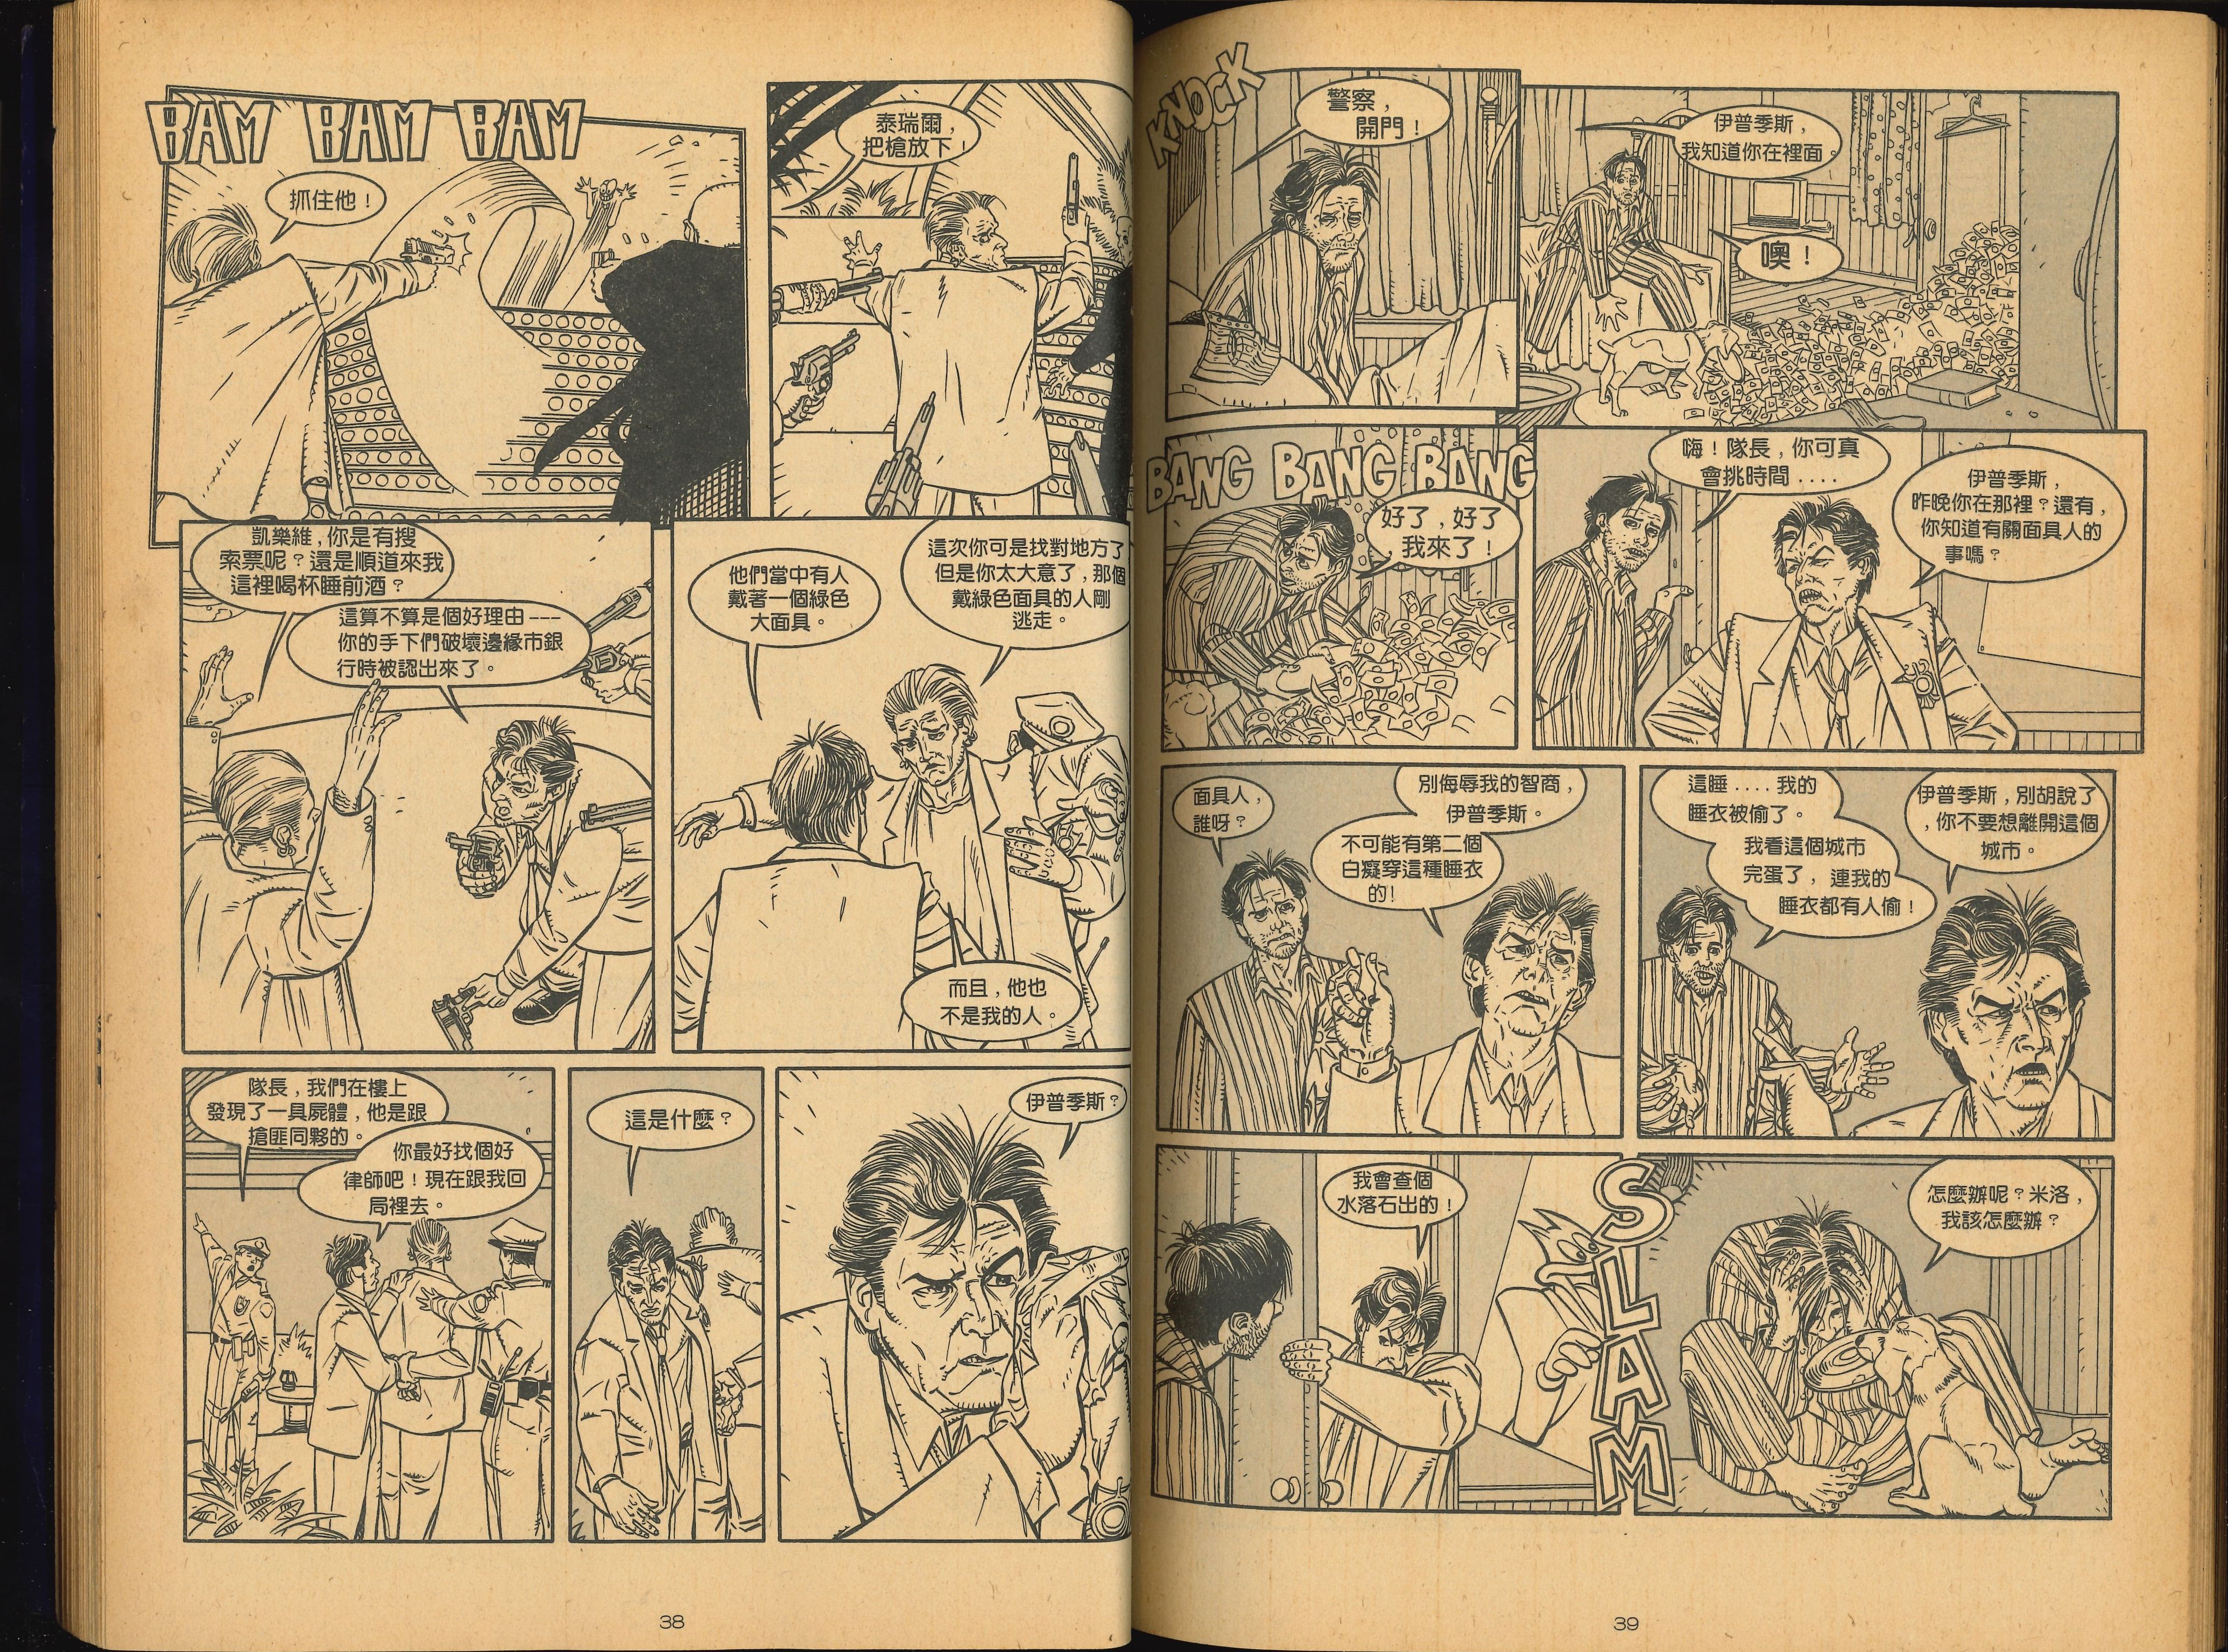 BAM BAM BAM
抓住他！
泰瑞爾，
把槍放下！
凱樂維，你是有搜
索票呢？還是順道來我
這裡喝杯睡前酒？
這算不算是個好理由---
你的手下們破壞邊緣市銀
行時被認出來了。
他們當中有人
戴著一個綠色
大面具。
這次你可是找對地方了
但是你太大意了，那個
戴綠色面具的人剛
逃走。
而且，他也
不是我的人。
隊長，我們在樓上
發現了一具屍體，他是跟
搶匪同夥的。
你最好找個好
律師吧！現在跟我回
局裡去。
這是什麼？
伊普季斯？
38
KNOCK
警察，
開門！
伊普季斯，
我知道你在裡面。
噢！
BANG BANG BANG
好了，好了
我來了！
嗨！隊長，你可真
會挑時間....
伊普季斯，
昨晚你在那裡？還有，
你知道有關面具人的
事嗎？
面具人，
誰呀？
別侮辱我的智商，
伊普季斯。
不可能有第二個
白癡穿這種睡衣
的！
這睡....我的
睡衣被偷了。
我看這個城市
完蛋了，連我的
睡衣都有人偷！
伊普季斯，別胡說了
，你不要想離開這個
城市。
我會查個
水落石出的！
SLAM
怎麼辦呢？米洛，
我該怎麼辦？
39